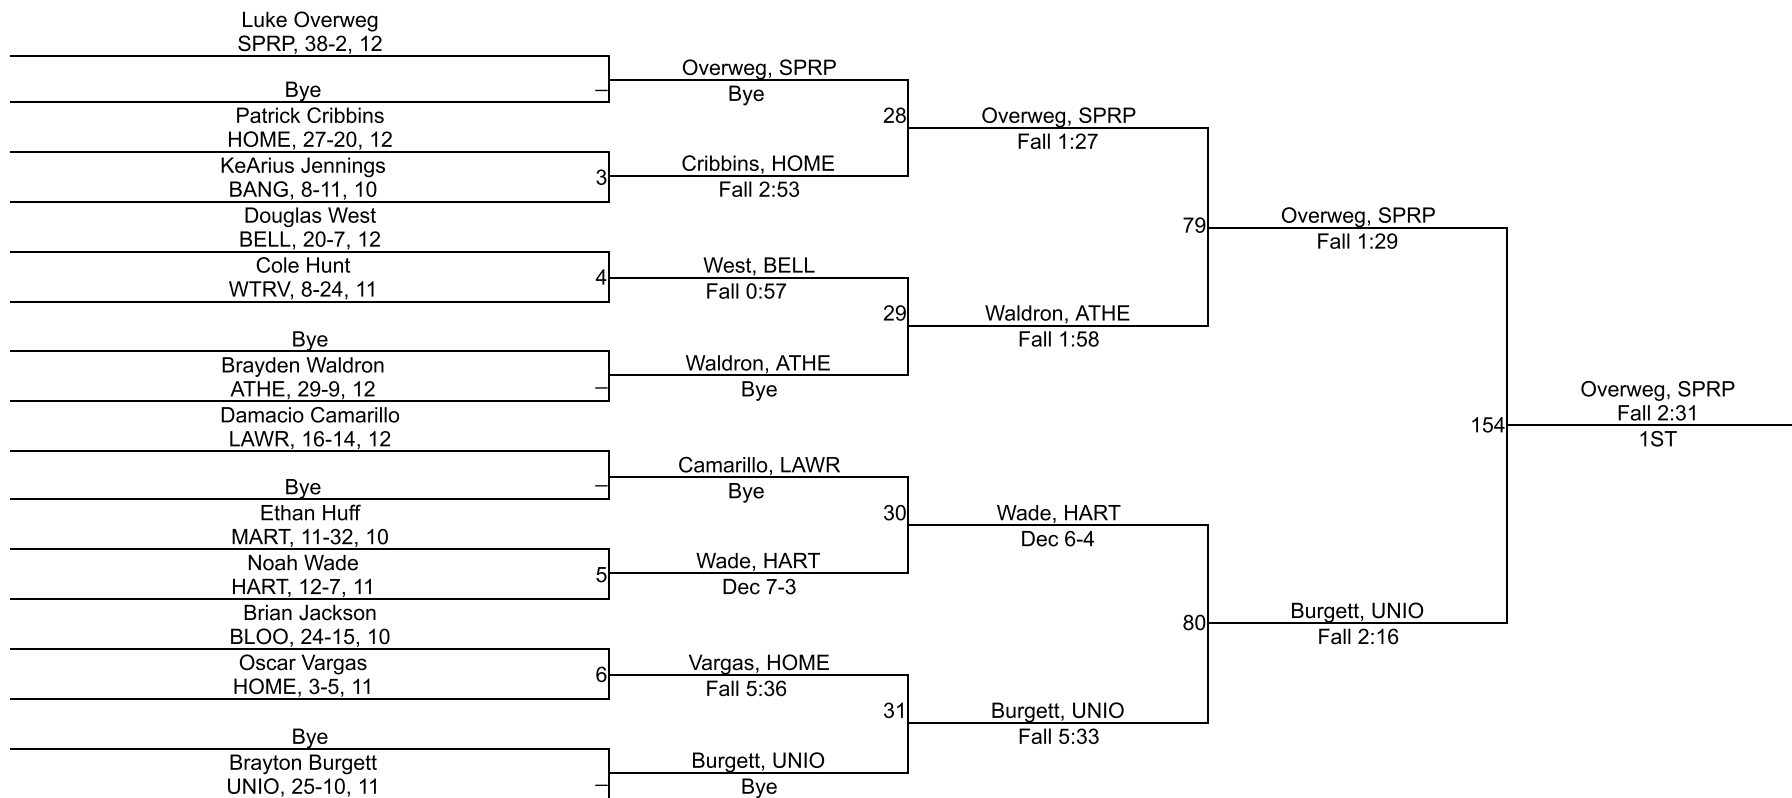 Luke Overweg
SPRP, 38-2, 12
Bye
–
Patrick Cribbins
HOME, 27-20, 12
KeArius Jennings
BANG, 8-11, 10
3
Douglas West
BELL, 20-7, 12
Cole Hunt
WTRV, 8-24, 11
4
Bye
Brayden Waldron
ATHE, 29-9, 12
–
Damacio Camarillo
LAWR, 16-14, 12
Bye
–
Ethan Huff
MART, 11-32, 10
Noah Wade
HART, 12-7, 11
5
Brian Jackson
BLOO, 24-15, 10
Oscar Vargas
HOME, 3-5, 11
6
Bye
Brayton Burgett
UNIO, 25-10, 11
–
Overweg, SPRP
Bye
28
Cribbins, HOME
Fall 2:53
West, BELL
Fall 0:57
29
Waldron, ATHE
Bye
Camarillo, LAWR
Bye
30
Wade, HART
Dec 7-3
Vargas, HOME
Fall 5:36
31
Burgett, UNIO
Bye
Overweg, SPRP
Fall 1:27
79
Waldron, ATHE
Fall 1:58
Wade, HART
Dec 6-4
80
Burgett, UNIO
Fall 5:33
Overweg, SPRP
Fall 1:29
154
Burgett, UNIO
Fall 2:16
Overweg, SPRP
Fall 2:31
1ST